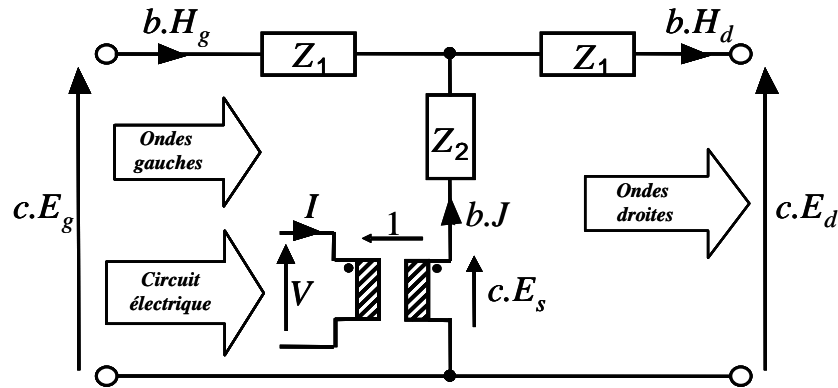 b.H_g
b.H_d
Z_1
Z_1
Z_2
Ondes
gauches
Ondes
droites
c.E_g
c.E_d
I
1
b.J
Circuit
électrique
V
c.E_s